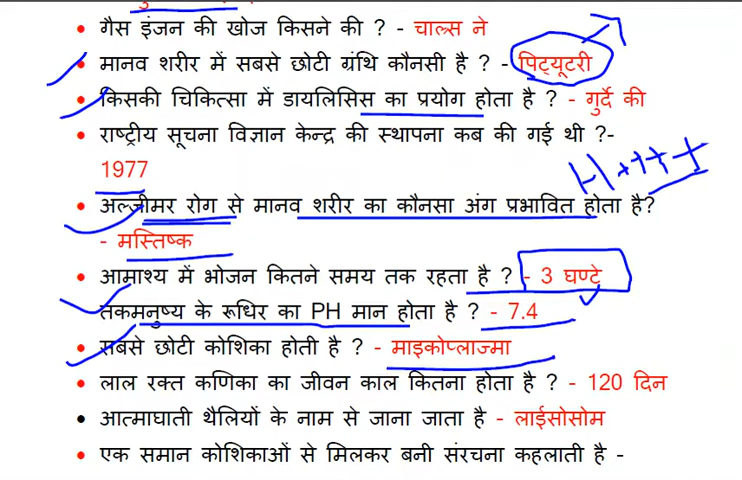 • गैस इंजन की खोज किसने की ? - चार्ल्स ने
• मानव शरीर में सबसे छोटी ग्रंथि कौनसी है ? - पिट्यूटरी
• किसकी चिकित्सा में डायलिसिस का प्रयोग होता है ? - गुर्दे की
• राष्ट्रीय सूचना विज्ञान केन्द्र की स्थापना कब की गई थी ?-
1977
• अल्जीमर रोग से मानव शरीर का कौनसा अंग प्रभावित होता है?
- मस्तिष्क
• आमाश्य में भोजन कितने समय तक रहता है ? - 3 घण्टे
• तकमनुष्य के रूधिर का PH मान होता है ? - 7.4
• सबसे छोटी कोशिका होती है ? - माइकोप्लाज्मा
• लाल रक्त कणिका का जीवन काल कितना होता है ? - 120 दिन
• आत्माघाती थैलियों के नाम से जाना जाता है - लाईसोसोम
• एक समान कोशिकाओं से मिलकर बनी संरचना कहलाती है -